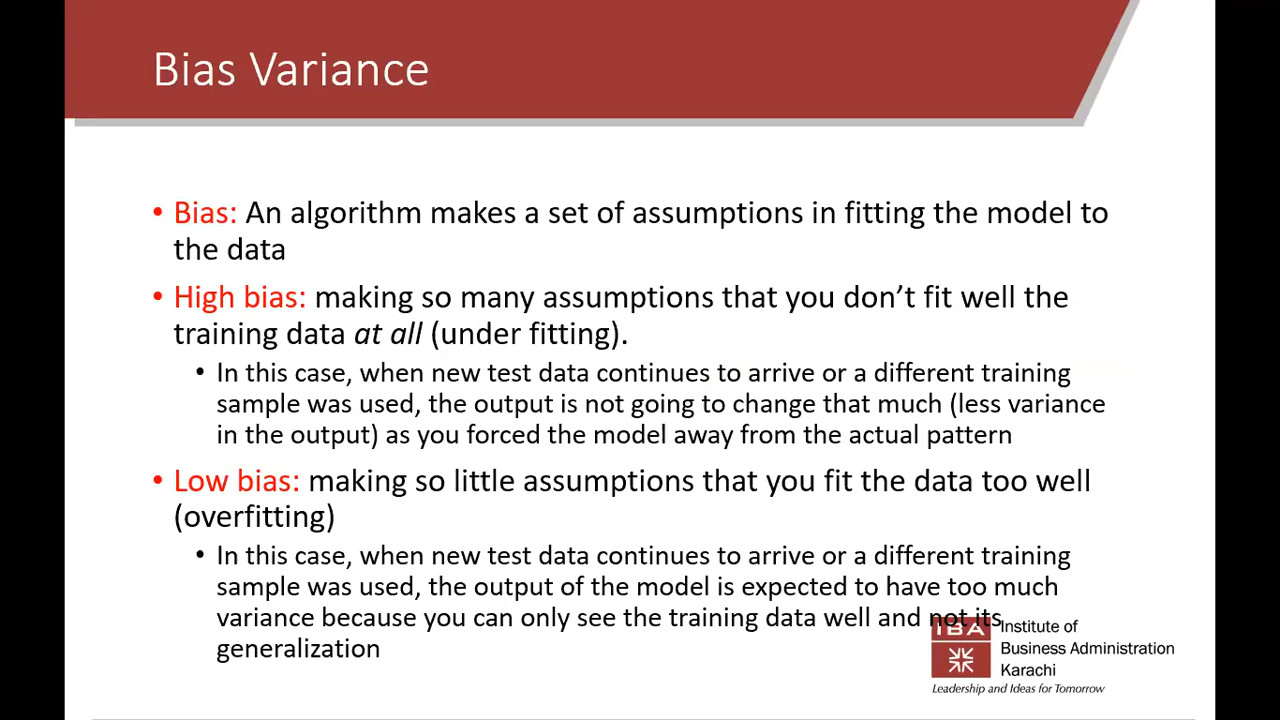 Bias Variance
• Bias: An algorithm makes a set of assumptions in fitting the model to
the data
• High bias: making so many assumptions that you don’t fit well the
training data at all (under fitting).
• In this case, when new test data continues to arrive or a different training
sample was used, the output is not going to change that much (less variance
in the output) as you forced the model away from the actual pattern
• Low bias: making so little assumptions that you fit the data too well
(overfitting)
• In this case, when new test data continues to arrive or a different training
sample was used, the output of the model is expected to have too much
variance because you can only see the training data well and not its
generalization
IBA
Institute of
Business Administration
Karachi
Leadership and Ideas for Tomorrow